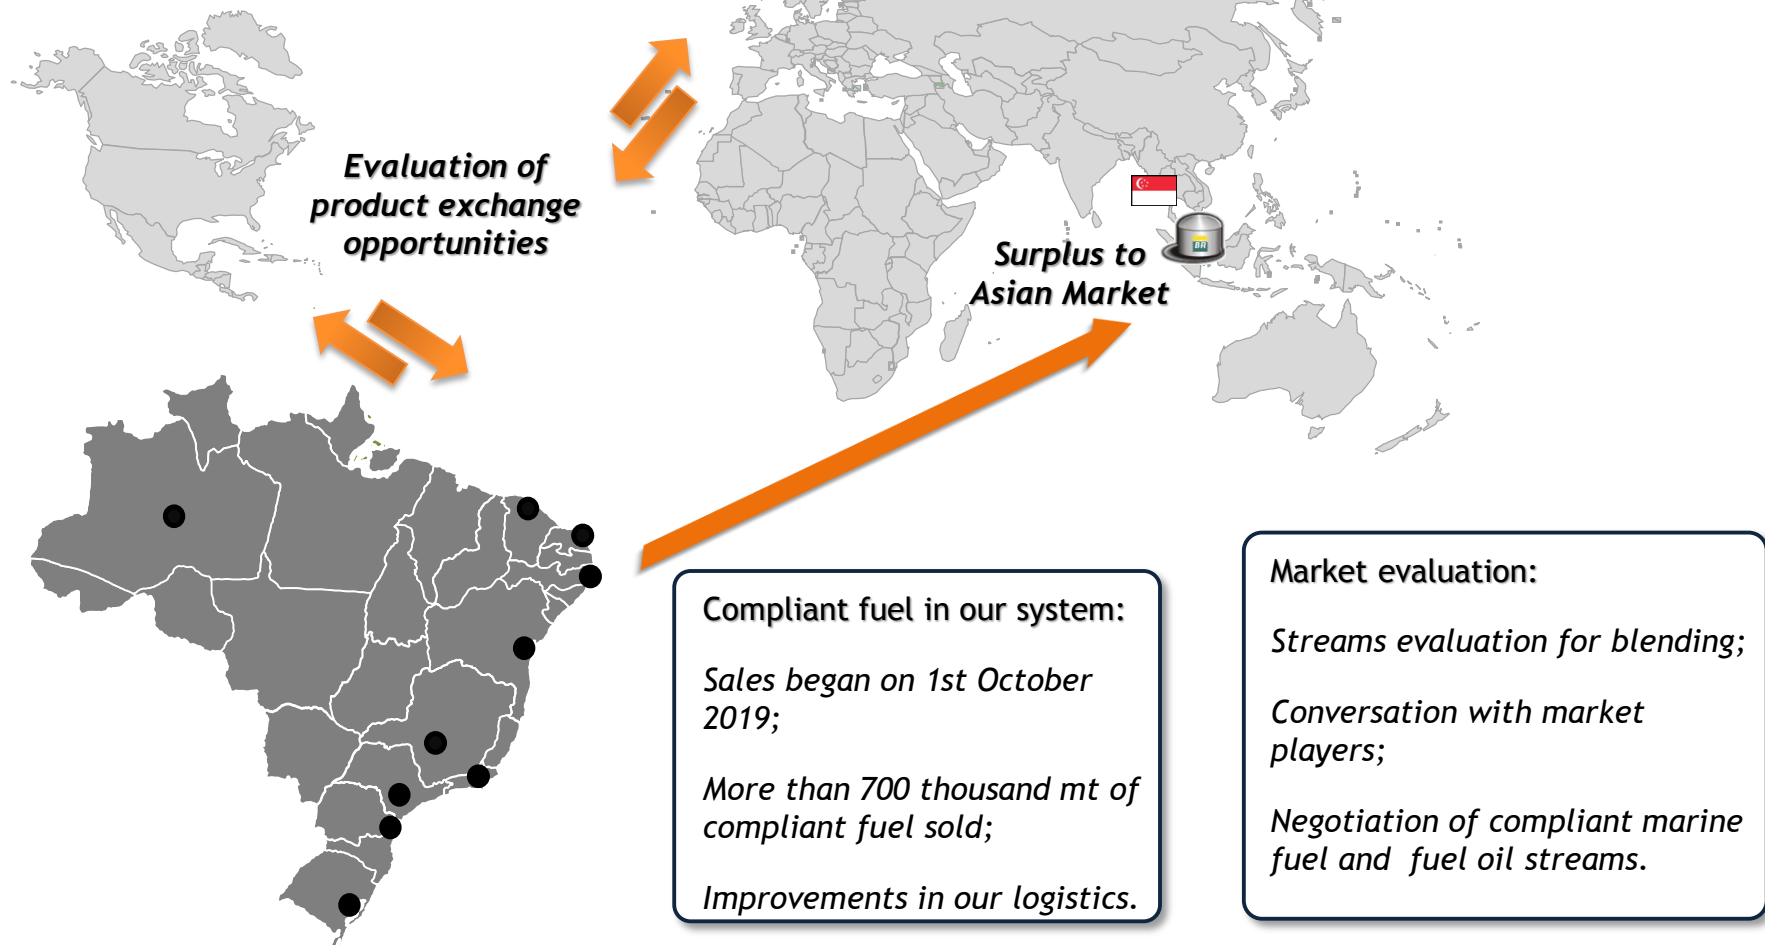 Evaluation of
product exchange
opportunities
Surplus to
Asian Market
BR
Compliant fuel in our system:
Sales began on 1st October
2019;
More than 700 thousand mt of
compliant fuel sold;
Improvements in our logistics.
Market evaluation:
Streams evaluation for blending;
Conversation with market
players;
Negotiation of compliant marine
fuel and  fuel oil streams.